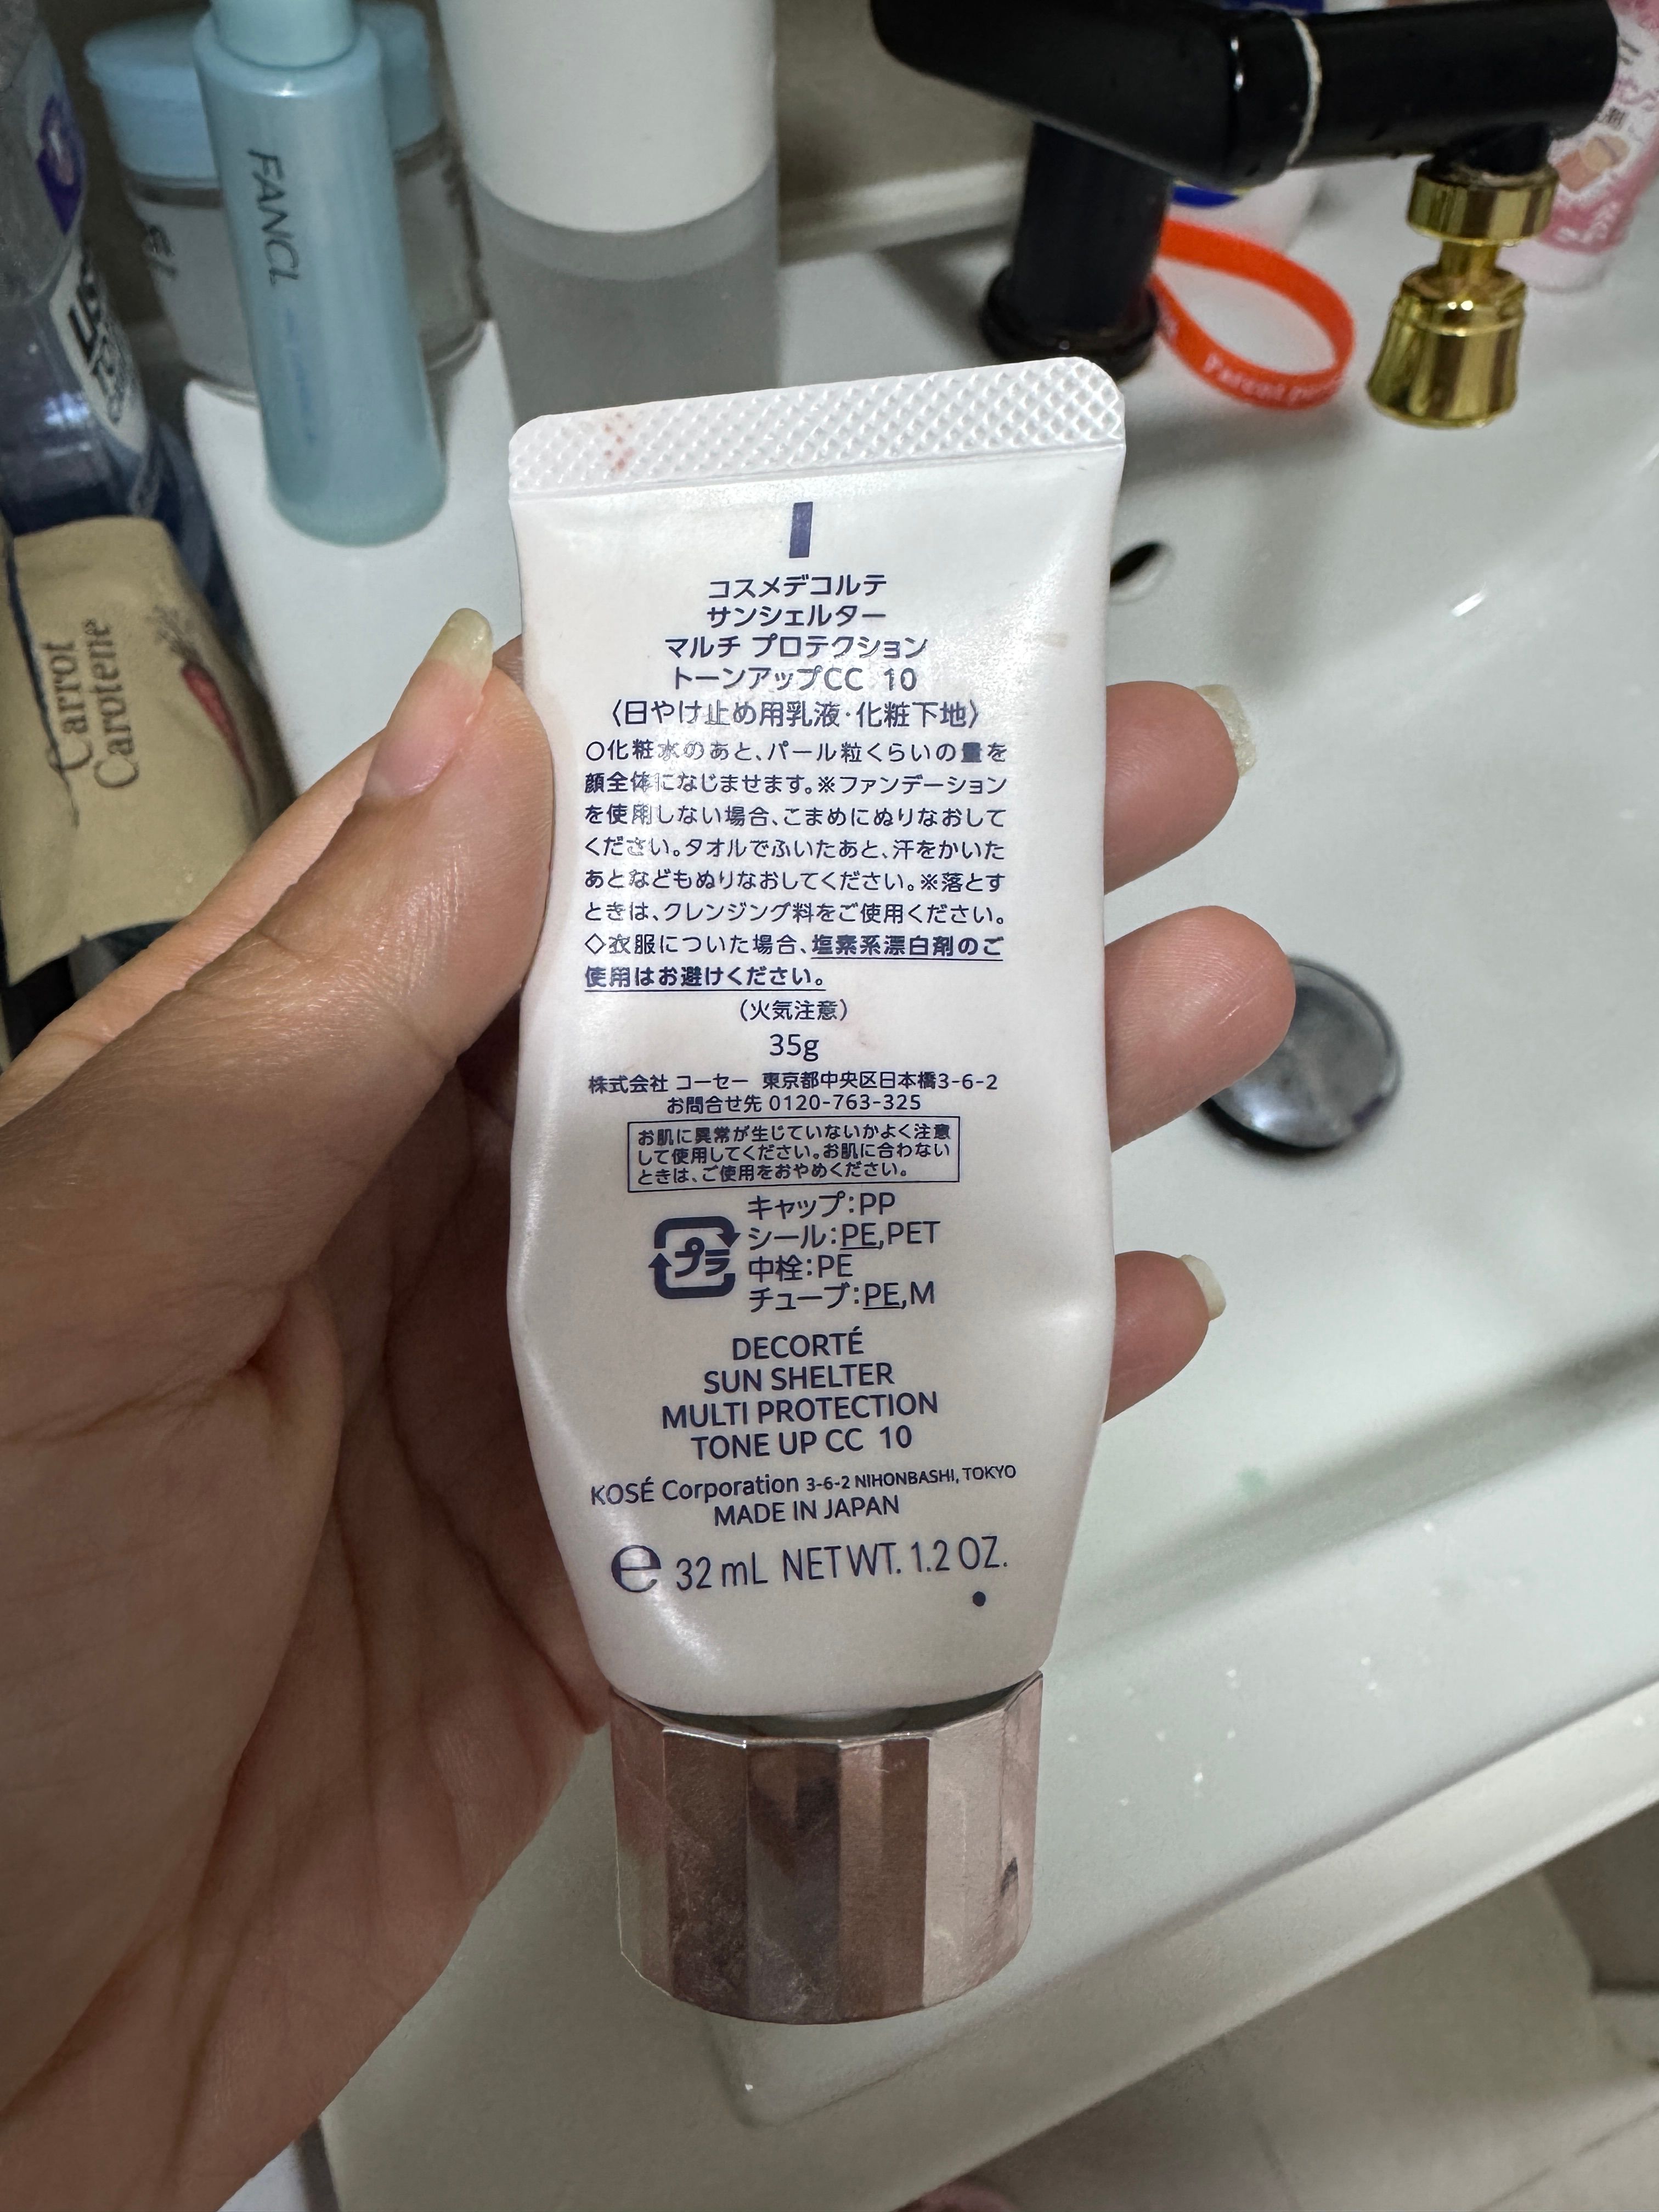 FANCL
Carrot
Carotene
コスメデコルテ
サンシェルター
マルチ プロテクション
トーンアップCC 10
〈日やけ止め用乳液・化粧下地〉
○化粧水のあと、パール粒くらいの量を
顔全体になじませます。※ファンデーション
を使用しない場合、こまめにぬりなおして
ください。タオルでふいたあと、汗をかいた
あとなどもぬりなおしてください。※落とす
ときは、クレンジング料をご使用ください。
◇衣服についた場合、塩素系漂白剤のご
使用はお避けください。
（火気注意）
35g
株式会社 コーセー 東京都中央区日本橋3-6-2
お問合せ先 0120-763-325
お肌に異常が生じていないかよく注意
して使用してください。お肌に合わない
ときは、ご使用をおやめください。
プラ
キャップ：PP
シール：PE,PET
中栓：PE
チューブ：PE,M
DECORTÉ
SUN SHELTER
MULTI PROTECTION
TONE UP CC 10
KOSÉ Corporation 3-6-2 NIHONBASHI, TOKYO
MADE IN JAPAN
e 32 mL NET WT. 1.2 OZ.